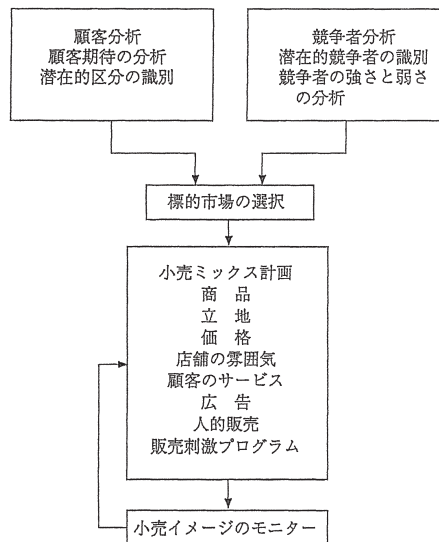 顧客分析
顧客期待の分析
潜在的区分の識別
競争者分析
潜在的競争者の識別
競争者の強さと弱さ
の分析
標的市場の選択
小売ミックス計画
商　品
立　地
価　格
店舗の雰囲気
顧客のサービス
広　告
人的販売
販売刺激プログラム
小売イメージのモニター